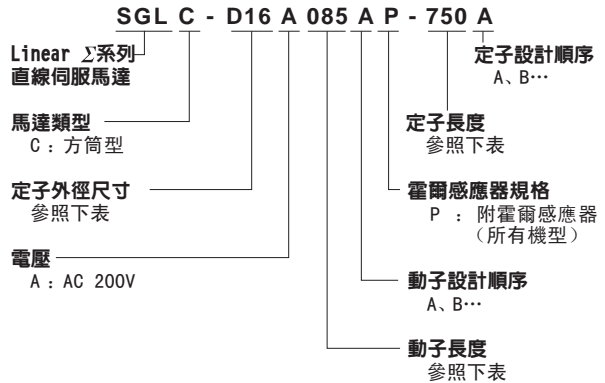 SGL C - D16 A 085 A P - 750 A
Linear Σ系列
直線伺服馬達
馬達類型
C：方筒型
定子外徑尺寸
參照下表
電壓
A：AC 200V
定子設計順序
A、B…
定子長度
參照下表
霍爾感應器規格
P ：附霍爾感應器
（所有機型）
動子設計順序
A、B…
動子長度
參照下表